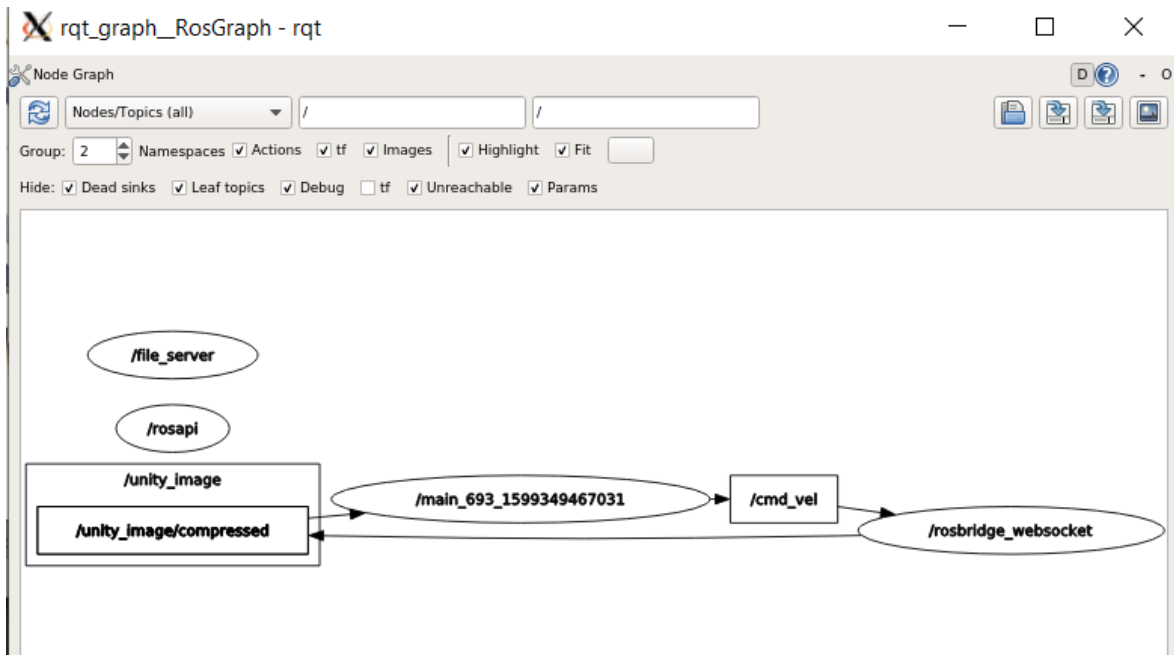 rqt_graph__RosGraph - rqt
Node Graph
D
- O
Nodes/Topics (all) / /
Group: 2 Namespaces Actions tf Images Highlight Fit
Hide: Dead sinks Leaf topics Debug tf Unreachable Params
/file_server
/rosapi
/unity_image
/unity_image/compressed
/main_693_1599349467031
/cmd_vel
/rosbridge_websocket